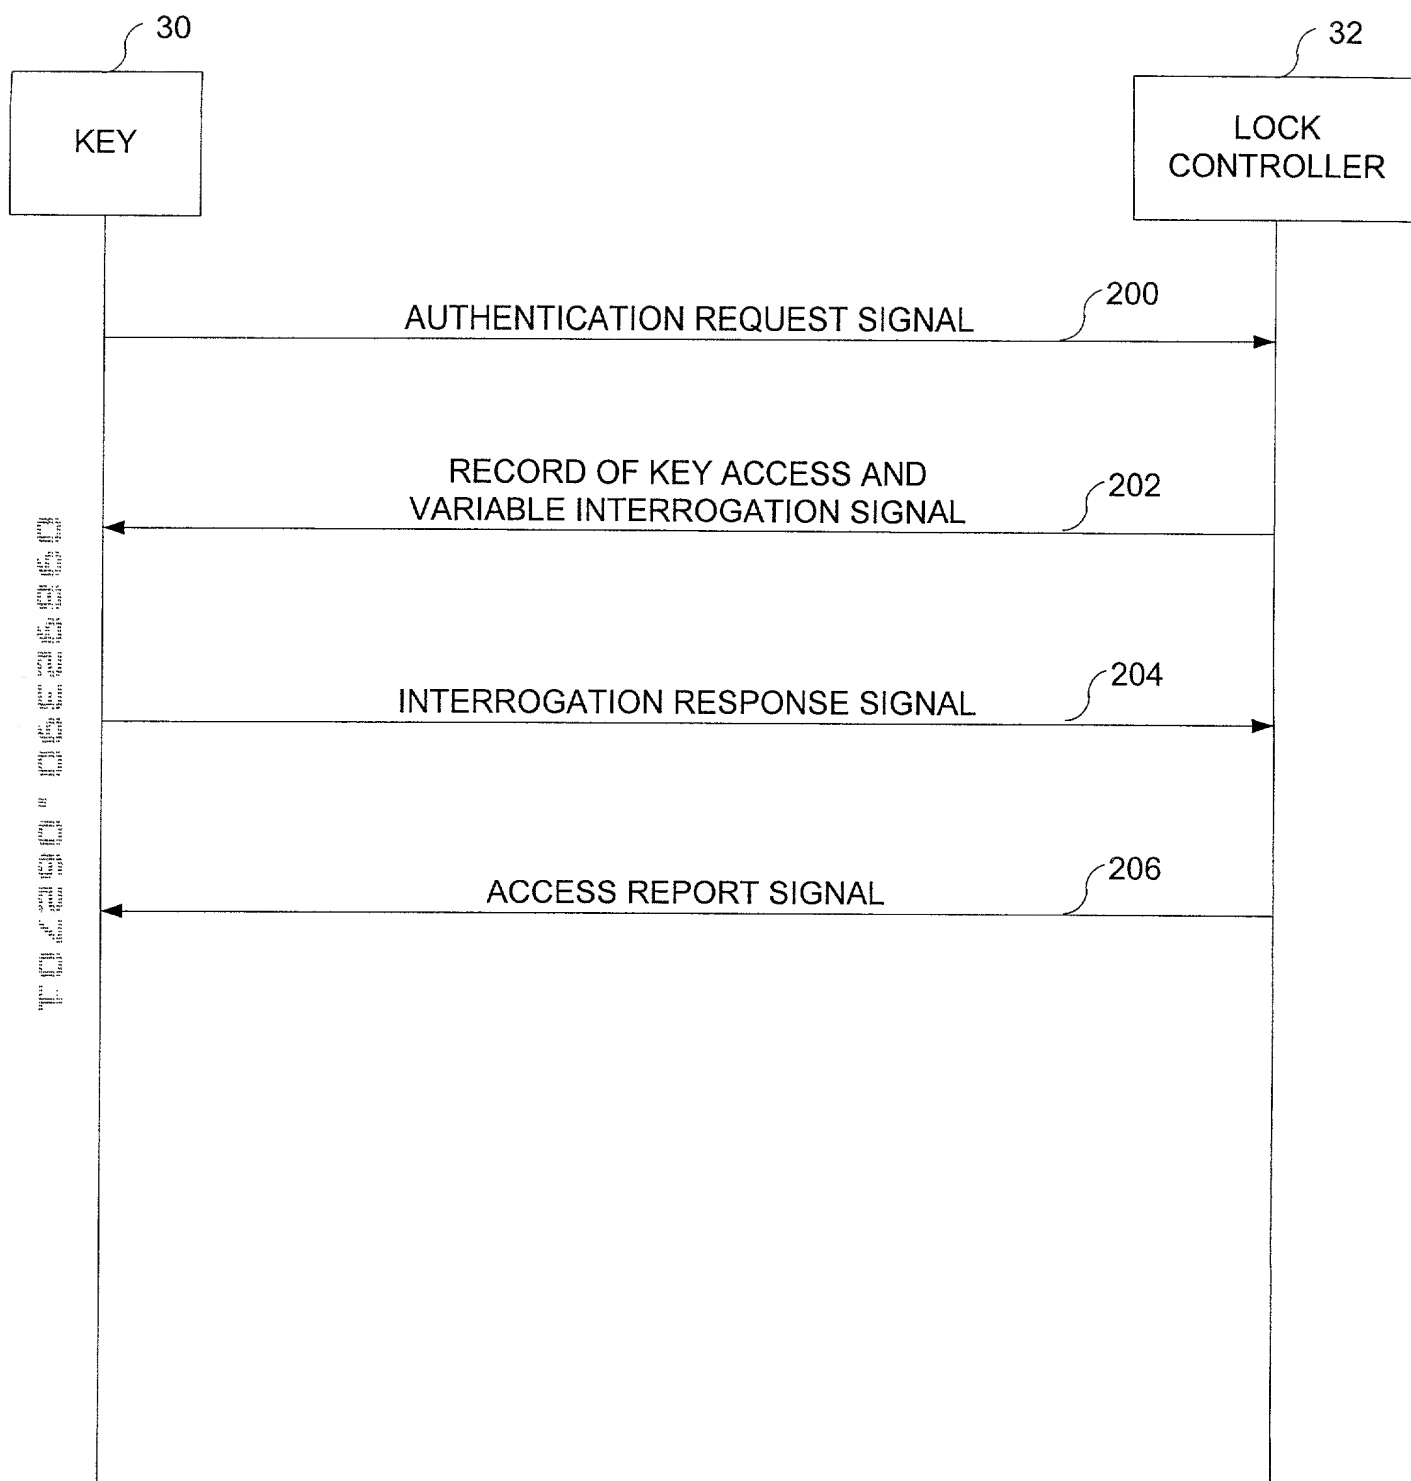 30
32
KEY
LOCK
CONTROLLER
200
AUTHENTICATION REQUEST SIGNAL
RECORD OF KEY ACCESS AND
202
VARIABLE INTERROGATION SIGNAL
204
INTERROGATION RESPONSE SIGNAL
206
ACCESS REPORT SIGNAL